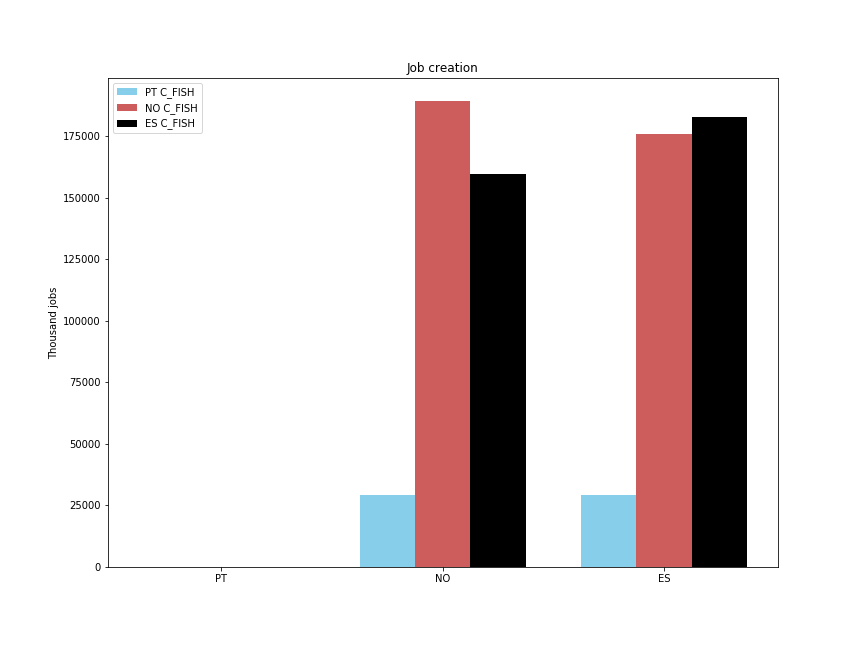 Job creation
PT C_FISH
NO C_FISH
ES C_FISH
Thousand jobs
175000
150000
125000
100000
75000
50000
25000
0
PT
NO
ES